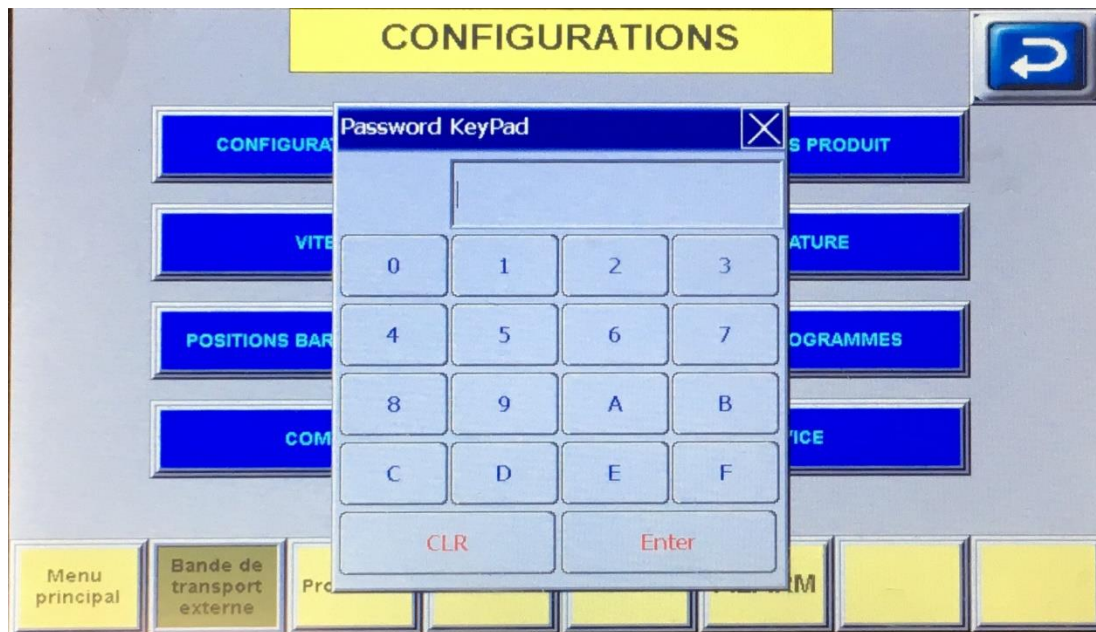 CONFIGURATIONS
Password KeyPad
CONFIGURA
S PRODUIT
VITE
ATURE
0 1 2 3
POSITIONS BAR
OGRAMMES
4 5 6 7
8 9 A B
COM
ICE
C D E F
CLR Enter
Menu
principal
Bande de
transport
externe
Pro